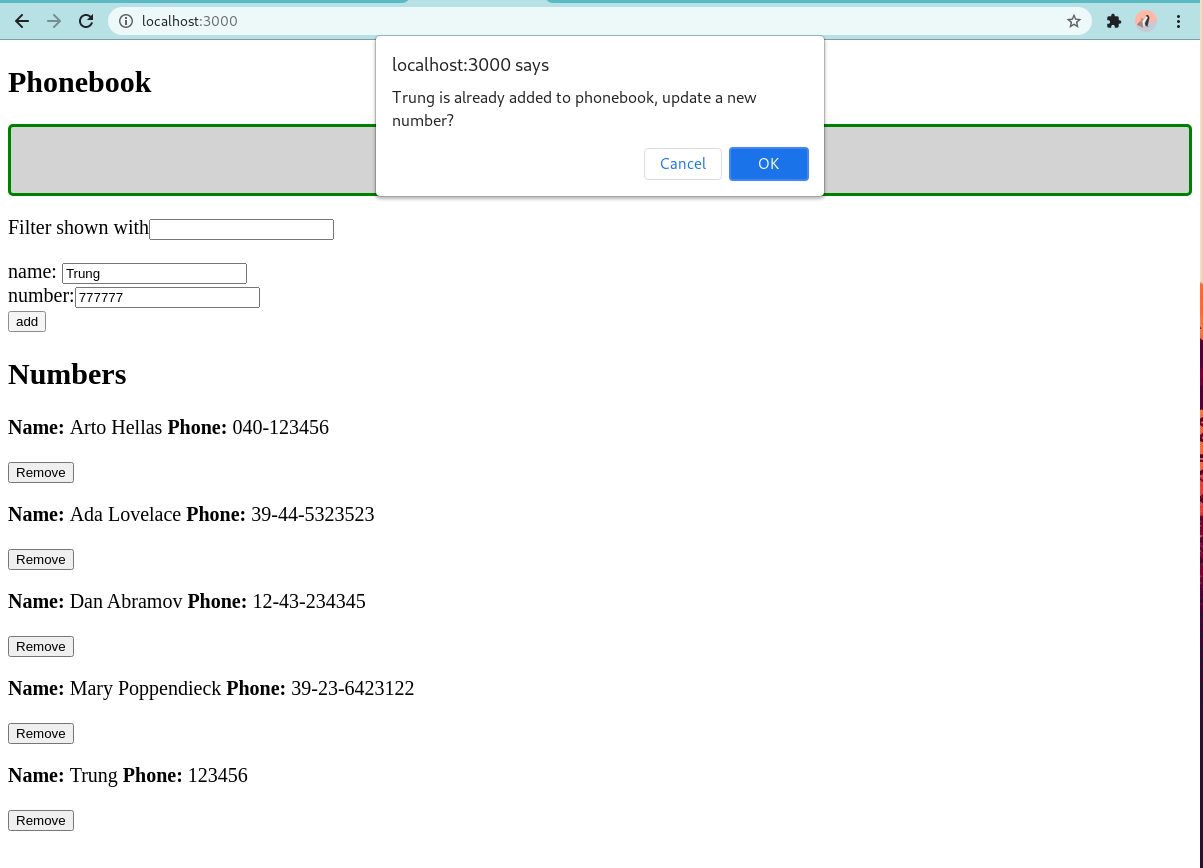 localhost:3000
localhost:3000 says
Trung is already added to phonebook, update a new
number?
Cancel OK
Phonebook
Filter shown with
name: Trung
number: 777777
add
Numbers
Name: Arto Hellas Phone: 040-123456
Remove
Name: Ada Lovelace Phone: 39-44-5323523
Remove
Name: Dan Abramov Phone: 12-43-234345
Remove
Name: Mary Poppendieck Phone: 39-23-6423122
Remove
Name: Trung Phone: 123456
Remove